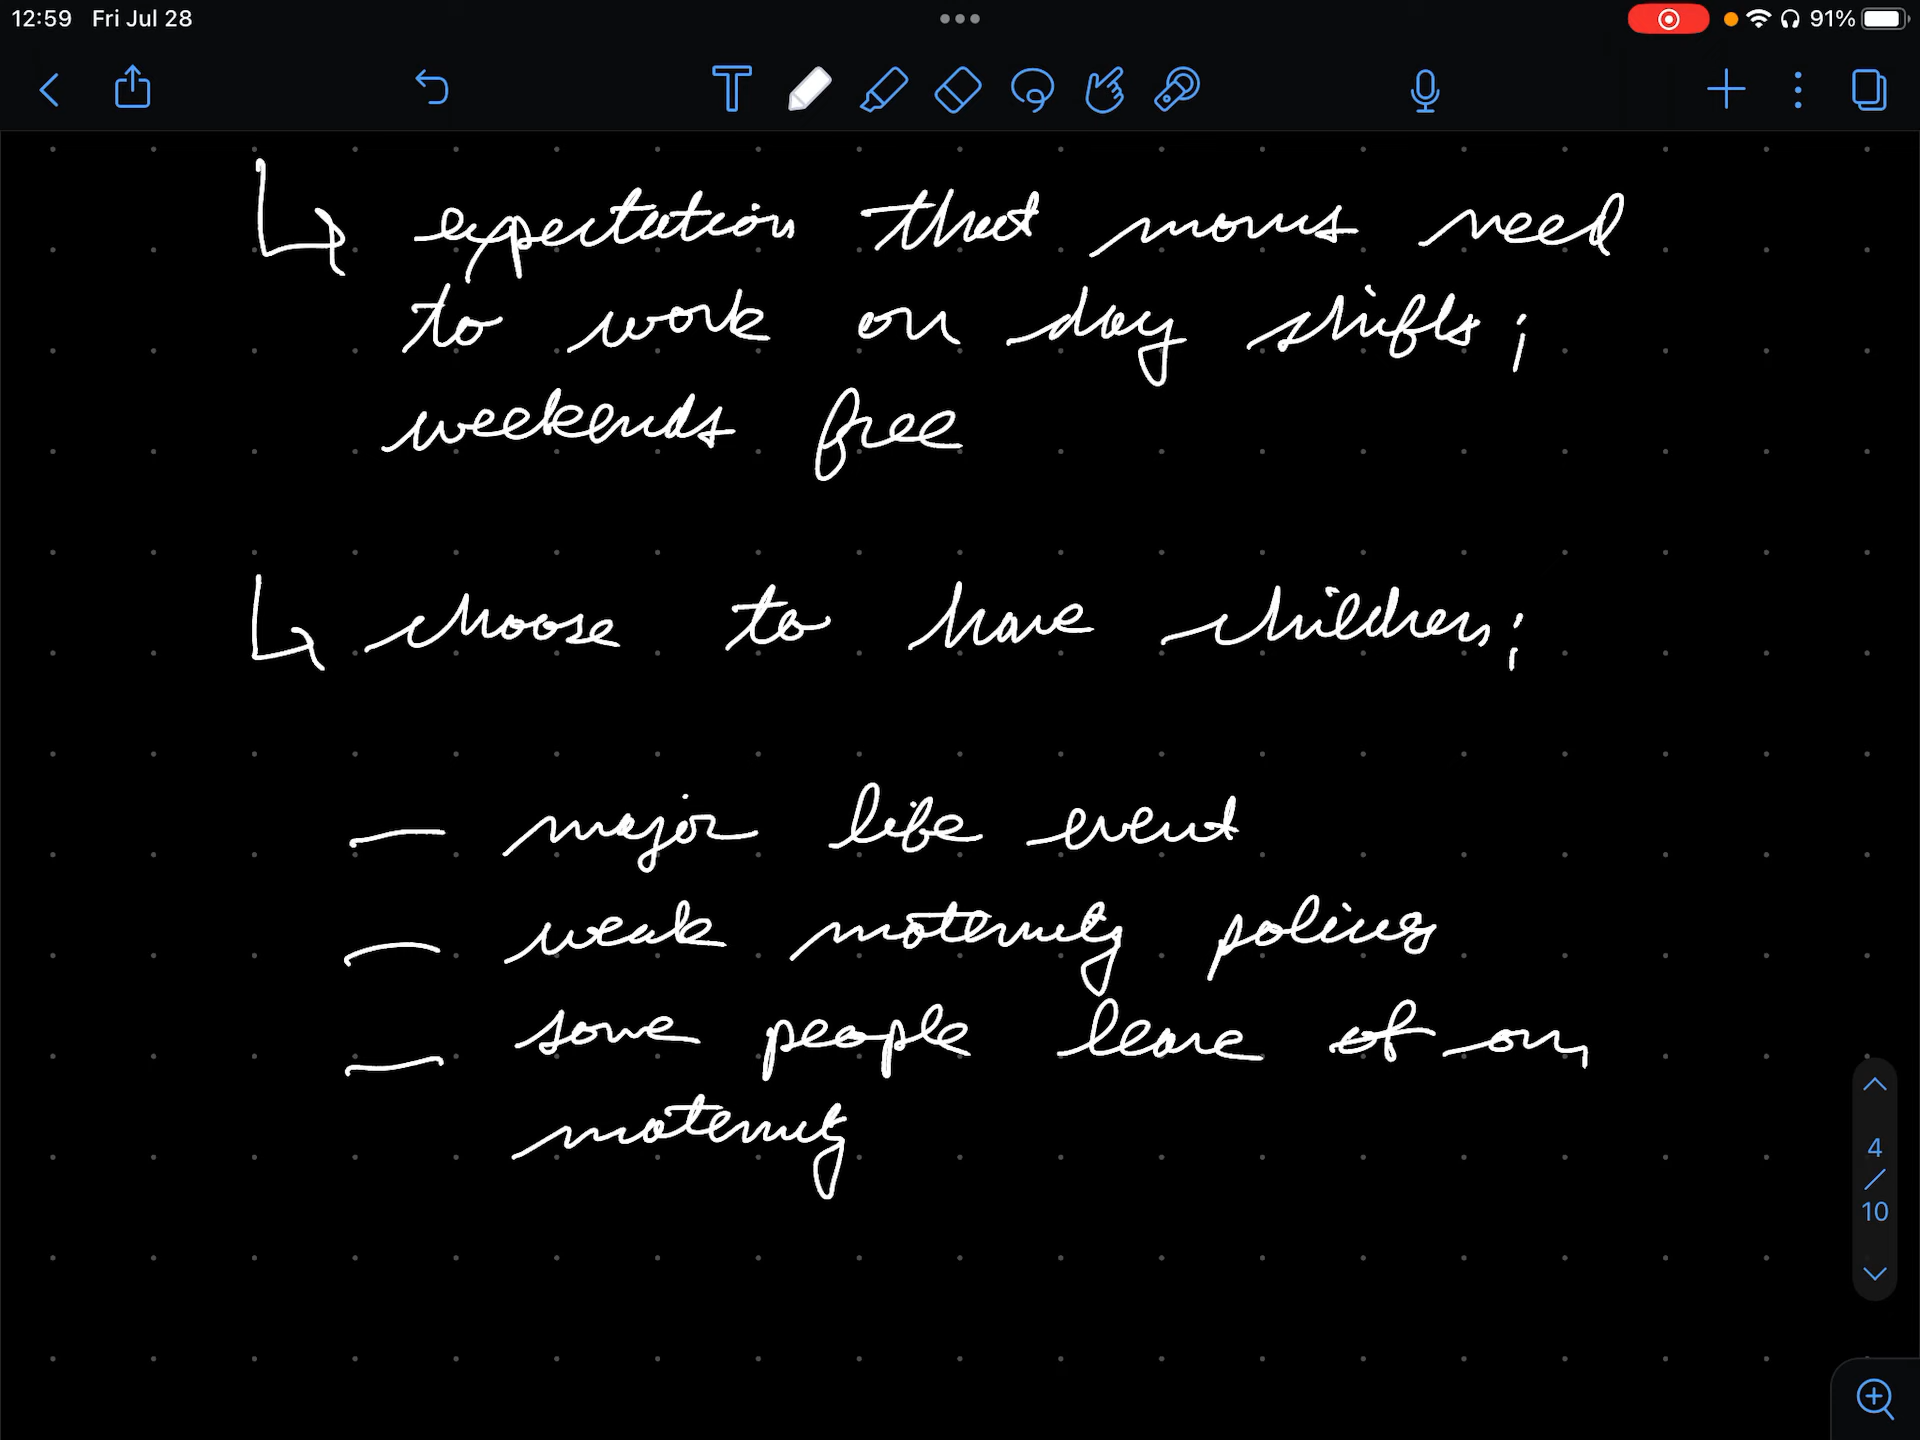 12:59 Fri Jul 28
91%
T
↳ expectation that moms need
to work on day shifts;
weekends free
↳ choose to have children;
— major life event
— weak maternity policies
— some people leave of on
maternity
4
/
10